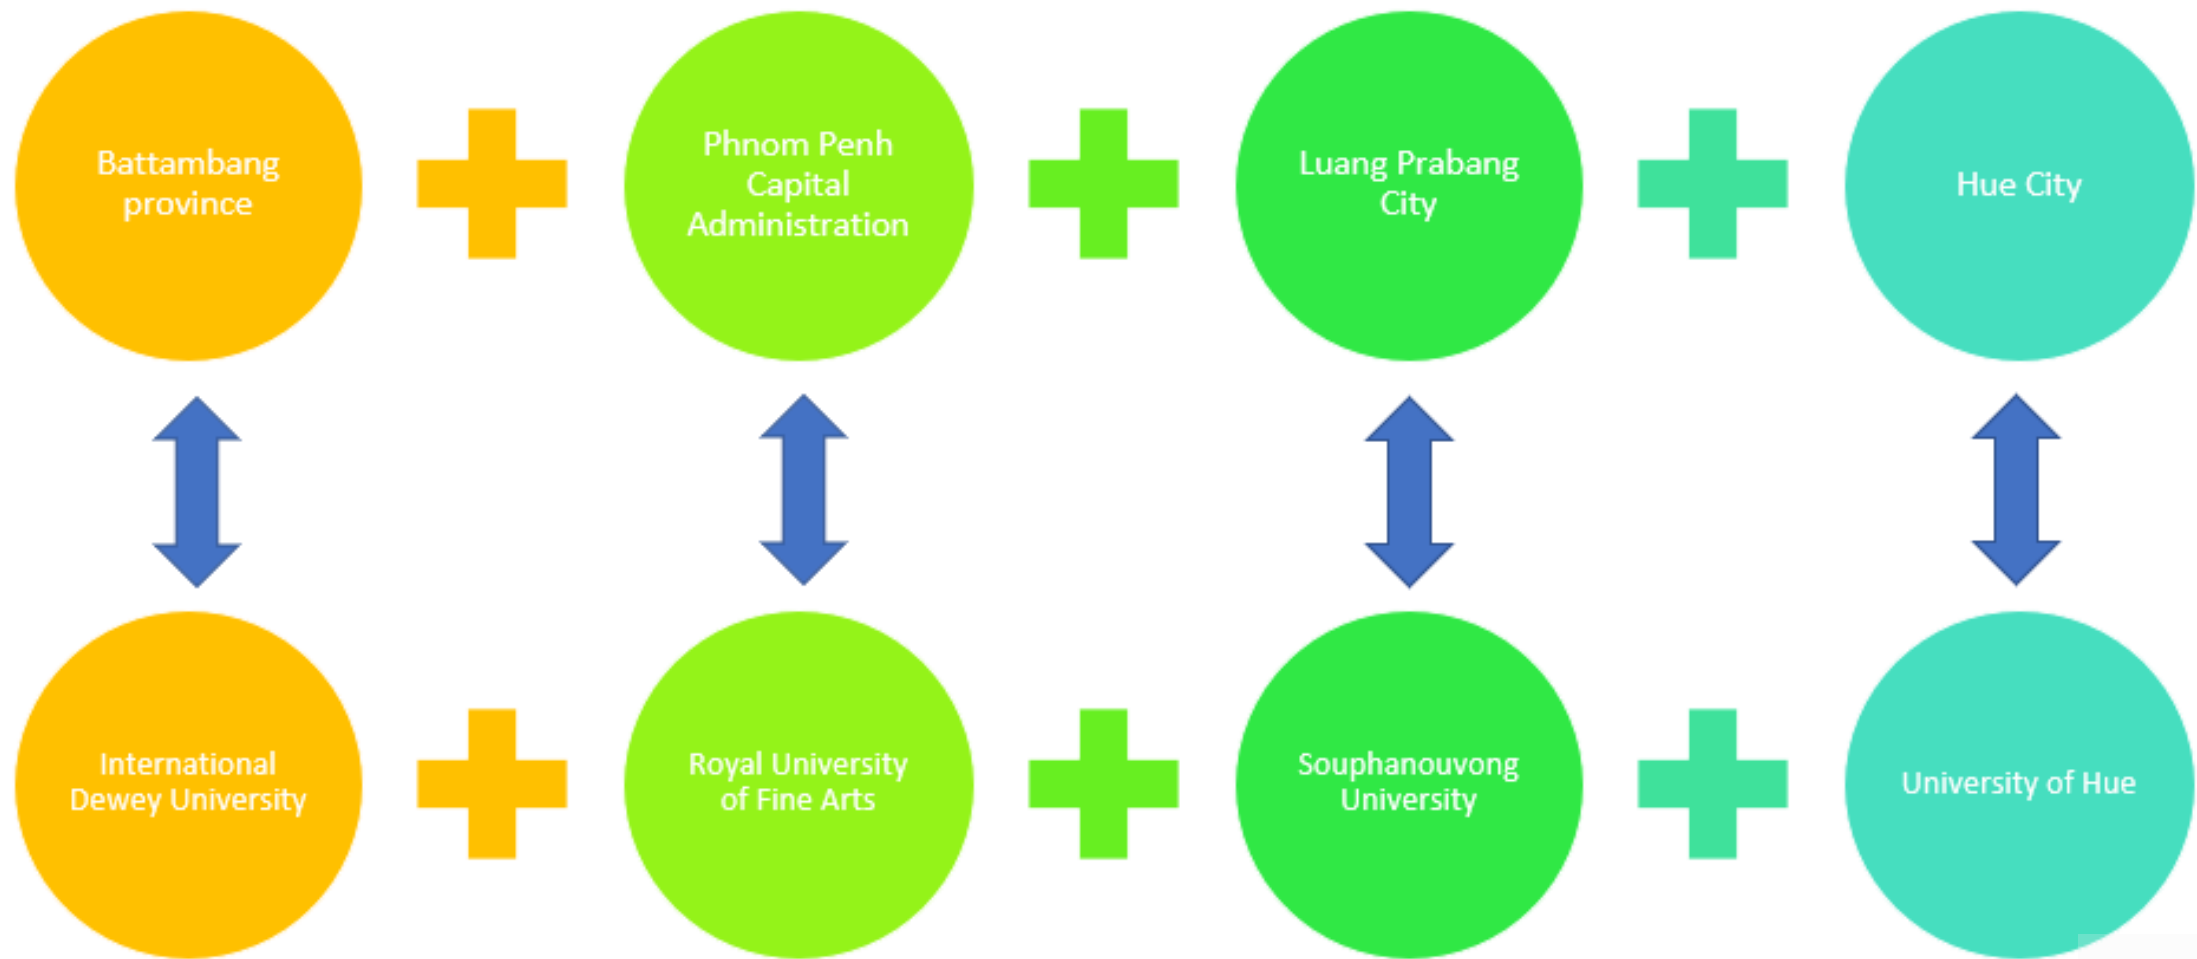 Battambang
province
Phnom Penh
Capital
Administration
Luang Prabang
City
Hue City
International
Dewey University
Royal University
of Fine Arts
Souphanouvong
University
University of Hue